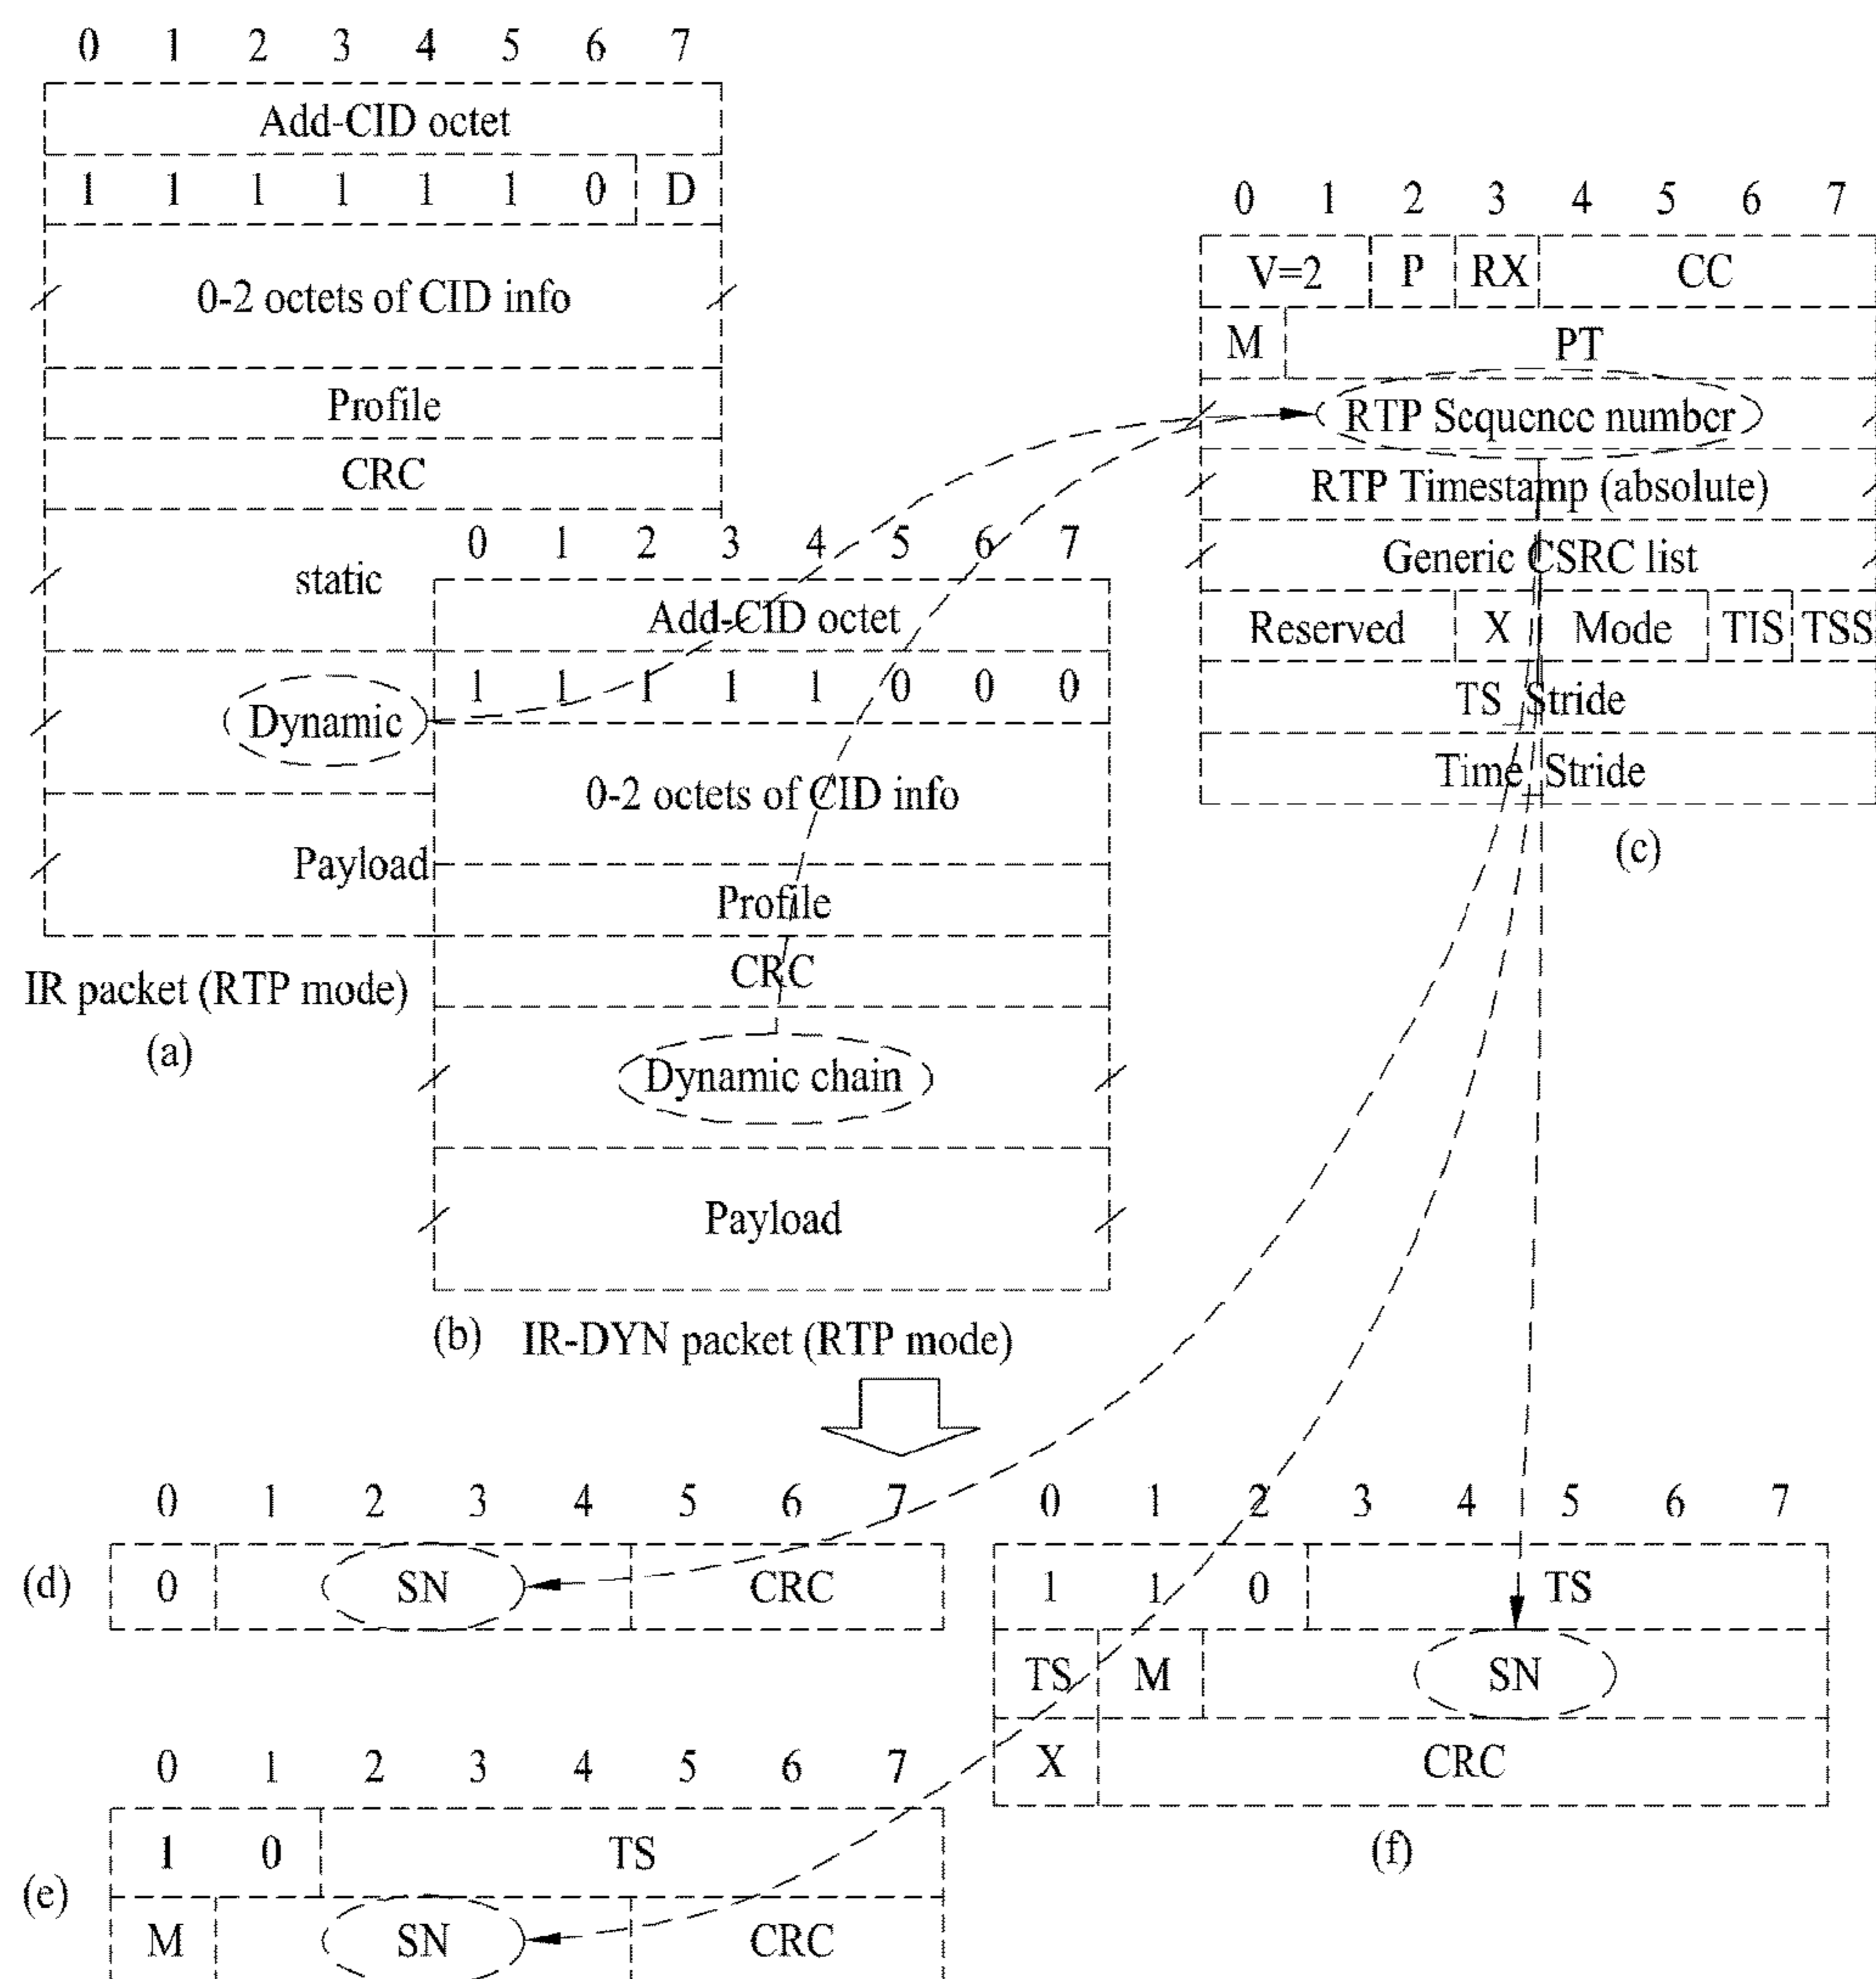 0 1 2 3 4 5 6 7
Add-CID octet
1 1 1 1 1 1 0 D
0-2 octets of CID info
Profile
CRC
static
Dynamic
Payload
IR packet (RTP mode)
(a)
0 1 2 3 4 5 6 7
Add-CID octet
1 1 1 1 1 0 0 0
0-2 octets of CID info
Profile
CRC
Dynamic chain
Payload
(b) IR-DYN packet (RTP mode)
0 1 2 3 4 5 6 7
V=2 P RX CC
M PT
RTP Sequence number
RTP Timestamp (absolute)
Generic CSRC list
Reserved X Mode TIS TSS
TS_Stride
Time_Stride
(c)
0 1 2 3 4 5 6 7
(d) 0 SN CRC
0 1 2 3 4 5 6 7
1 0 TS
(e)
M SN CRC
0 1 2 3 4 5 6 7
1 1 0 TS
TS M SN
X CRC
(f)